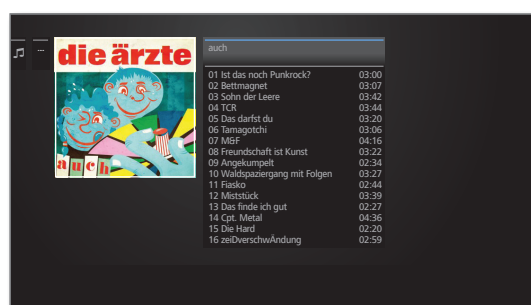 ...
die ärzte
auch
auch
01 Ist das noch Punkrock? 03:00
02 Bettmagnet 03:07
03 Sohn der Leere 03:42
04 TCR 03:44
05 Das darfst du 03:20
06 Tamagotchi 03:06
07 M&F 04:16
08 Freundschaft ist Kunst 03:22
09 Angekumpelt 02:34
10 Waldspaziergang mit Folgen 03:27
11 Fiasko 02:44
12 Miststück 03:39
13 Das finde ich gut 02:27
14 Cpt. Metal 04:36
15 Die Hard 02:20
16 zeiDverschwÄndung 02:59